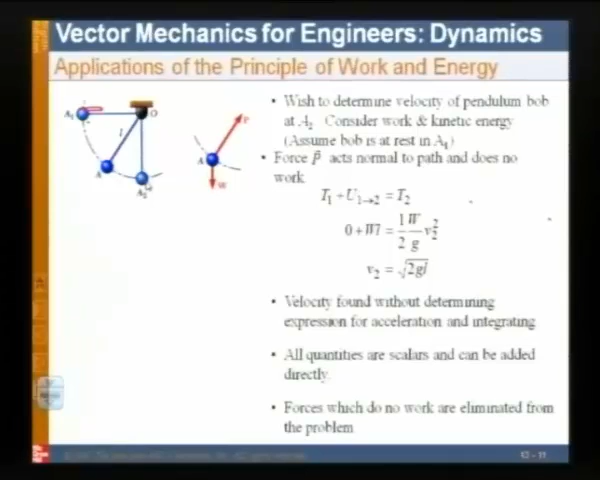 Vector Mechanics for Engineers: Dynamics
Applications of the Principle of Work and Energy
A₁
O
l
A
A₂
P
A
W
• Wish to determine velocity of pendulum bob
at A₂. Consider work & kinetic energy.
(Assume bob is at rest in A₁)
• Force P⃗ acts normal to path and does no
work.
T₁ + U₁→₂ = T₂
0 + Wl = 1/2 W/g v₂²
v₂ = √2gl
• Velocity found without determining
expression for acceleration and integrating.
• All quantities are scalars and can be added
directly.
• Forces which do no work are eliminated from
the problem.